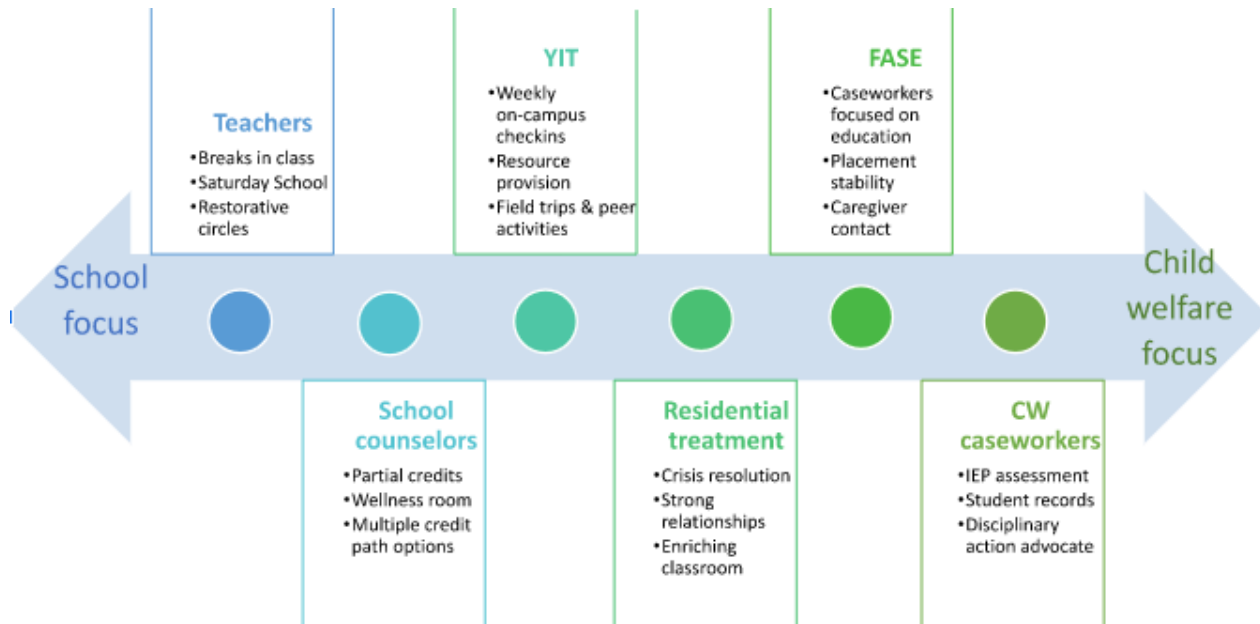 YIT
•Weekly
on-campus
checkins
•Resource
provision
•Field trips & peer
activities
FASE
•Caseworkers
focused on
education
•Placement
stability
•Caregiver
contact
Teachers
•Breaks in class
•Saturday School
•Restorative
circles
School
focus
Child
welfare
focus
School
counselors
•Partial credits
•Wellness room
•Multiple credit
path options
Residential
treatment
•Crisis resolution
•Strong
relationships
•Enriching
classroom
CW
caseworkers
•IEP assessment
•Student records
•Disciplinary
action advocate